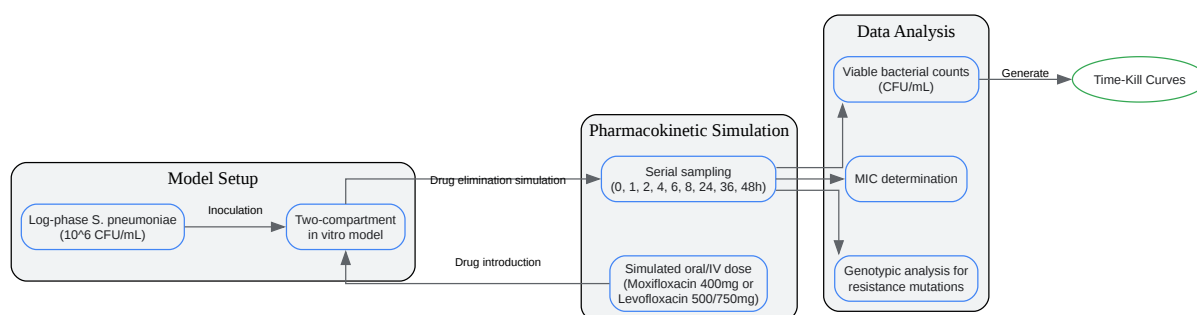 Model Setup
Log-phase S. pneumoniae
(10^6 CFU/mL)
Inoculation
Two-compartment
in vitro model
Drug elimination simulation
Drug introduction
Pharmacokinetic Simulation
Serial sampling
(0, 1, 2, 4, 6, 8, 24, 36, 48h)
Simulated oral/IV dose
(Moxifloxacin 400mg or
Levofloxacin 500/750mg)
Data Analysis
Viable bacterial counts
(CFU/mL)
MIC determination
Genotypic analysis for
resistance mutations
Generate
Time-Kill Curves